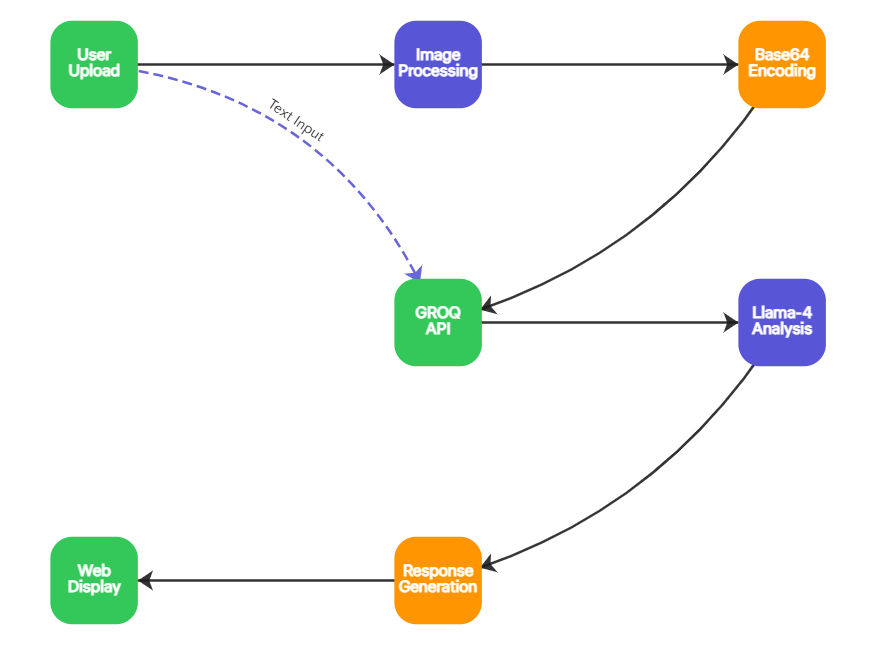 User
Upload
Image
Processing
Base64
Encoding
Text Input
GROQ
API
Llama-4
Analysis
Web
Display
Response
Generation